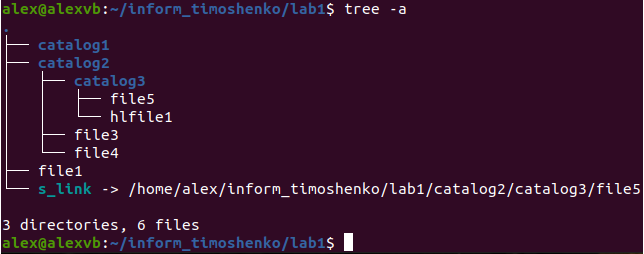 alex@alexvb:~/inform_timoshenko/lab1$ tree -a
.
├── catalog1
├── catalog2
│   ├── catalog3
│   │   ├── file5
│   │   └── hlfile1
│   ├── file3
│   └── file4
├── file1
└── s_link -> /home/alex/inform_timoshenko/lab1/catalog2/catalog3/file5
3 directories, 6 files
alex@alexvb:~/inform_timoshenko/lab1$